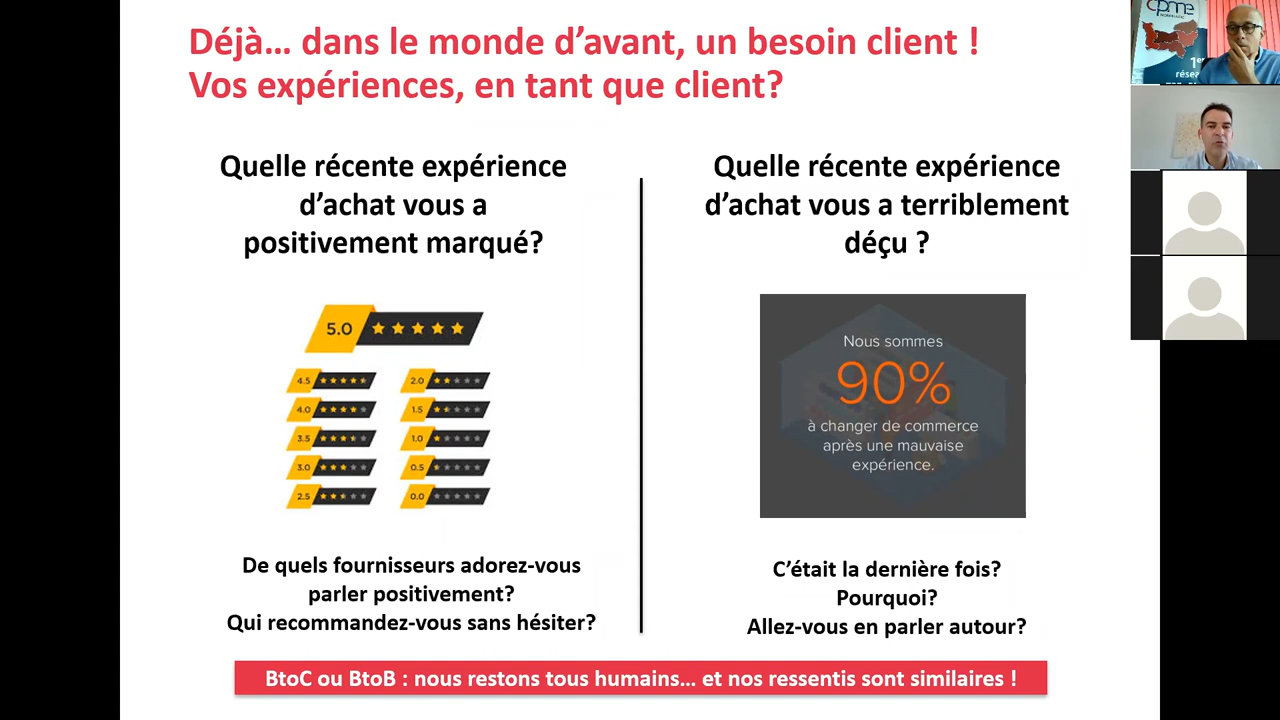 Déjà... dans le monde d'avant, un besoin client !
Vos expériences, en tant que client?
Quelle récente expérience
d'achat vous a
positivement marqué?
5.0
4.5
2.0
4.0
1.5
3.5
1.0
3.0
0.5
2.5
0.0
De quels fournisseurs adorez-vous
parler positivement?
Qui recommandez-vous sans hésiter?
Quelle récente expérience
d'achat vous a terriblement
déçu ?
Nous sommes
90%
à changer de commerce
après une mauvaise
expérience.
C'était la dernière fois?
Pourquoi?
Allez-vous en parler autour?
BtoC ou BtoB : nous restons tous humains... et nos ressentis sont similaires !
cpme
1er